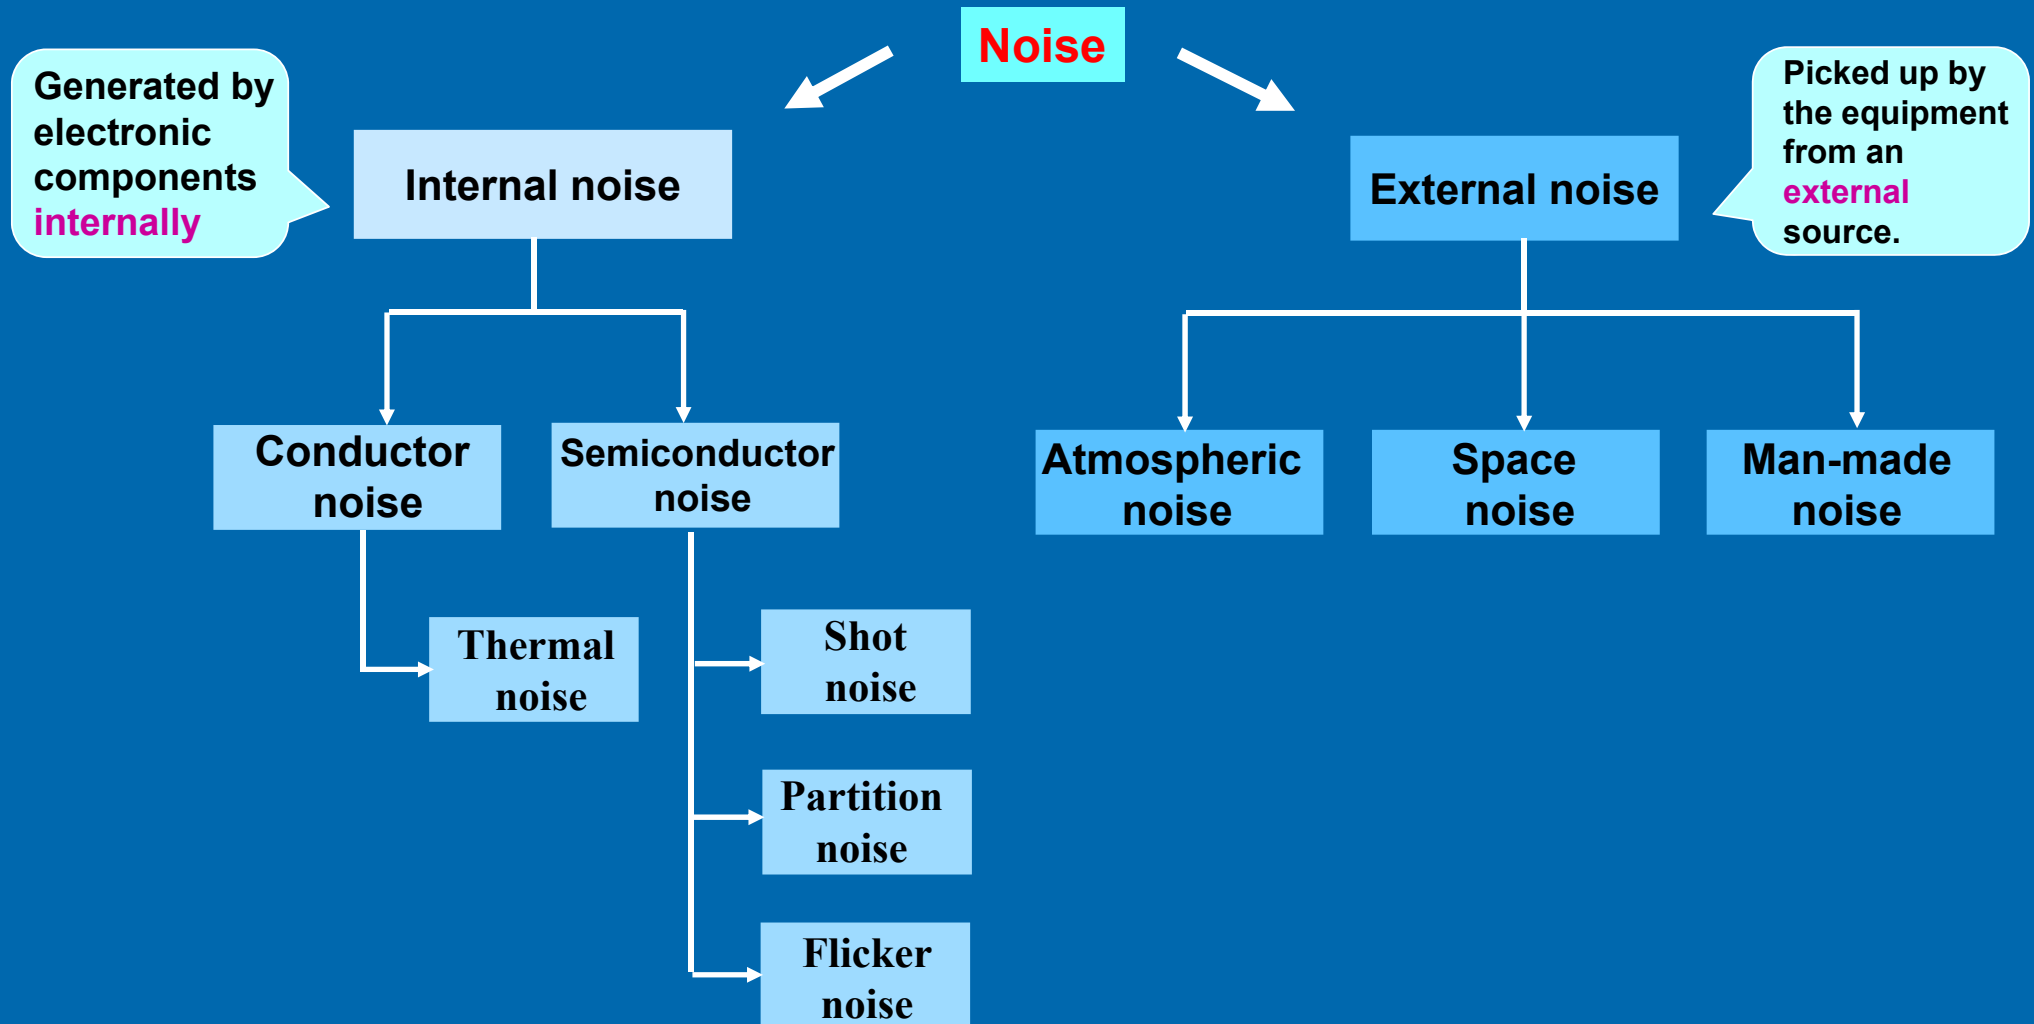 Noise
Generated by
electronic
components
internally
Internal noise
External noise
Picked up by
the equipment
from an
external
source.
Conductor
noise
Semiconductor
noise
Atmospheric
noise
Space
noise
Man-made
noise
Thermal
noise
Shot
noise
Partition
noise
Flicker
noise